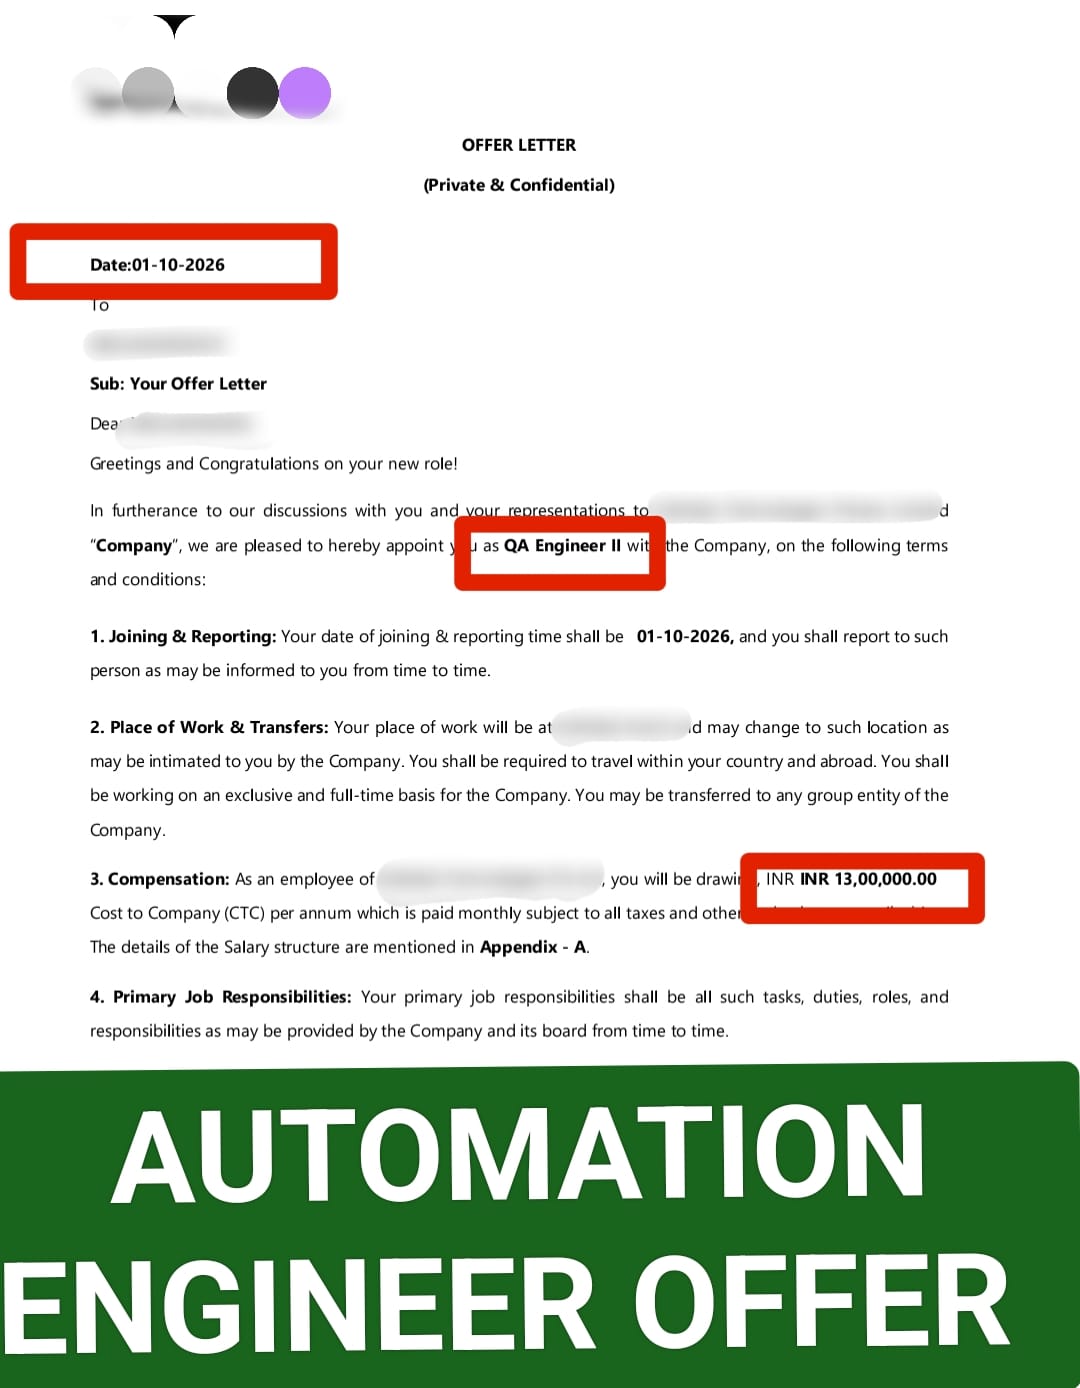 OFFER LETTER
(Private & Confidential)
Date:01-10-2026
To
Sub: Your Offer Letter
Dea
Greetings and Congratulations on your new role!
In furtherance to our discussions with you and your representations to d
“Company”, we are pleased to hereby appoint y u as QA Engineer II wit the Company, on the following terms
and conditions:
1. Joining & Reporting: Your date of joining & reporting time shall be 01-10-2026, and you shall report to such
person as may be informed to you from time to time.
2. Place of Work & Transfers: Your place of work will be at d may change to such location as
may be intimated to you by the Company. You shall be required to travel within your country and abroad. You shall
be working on an exclusive and full-time basis for the Company. You may be transferred to any group entity of the
Company.
3. Compensation: As an employee of , you will be drawi , INR INR 13,00,000.00
Cost to Company (CTC) per annum which is paid monthly subject to all taxes and other
The details of the Salary structure are mentioned in Appendix - A.
4. Primary Job Responsibilities: Your primary job responsibilities shall be all such tasks, duties, roles, and
responsibilities as may be provided by the Company and its board from time to time.
AUTOMATION
ENGINEER OFFER